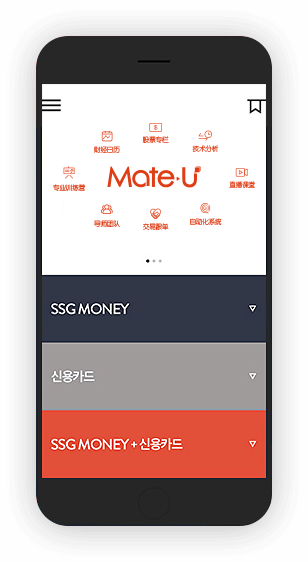 股票专栏
财经日历
技术分析
Mate·U
专业训练营
直播课堂
导师团队
交易跟单
自动化系统
SSG MONEY
신용카드
SSG MONEY + 신용카드